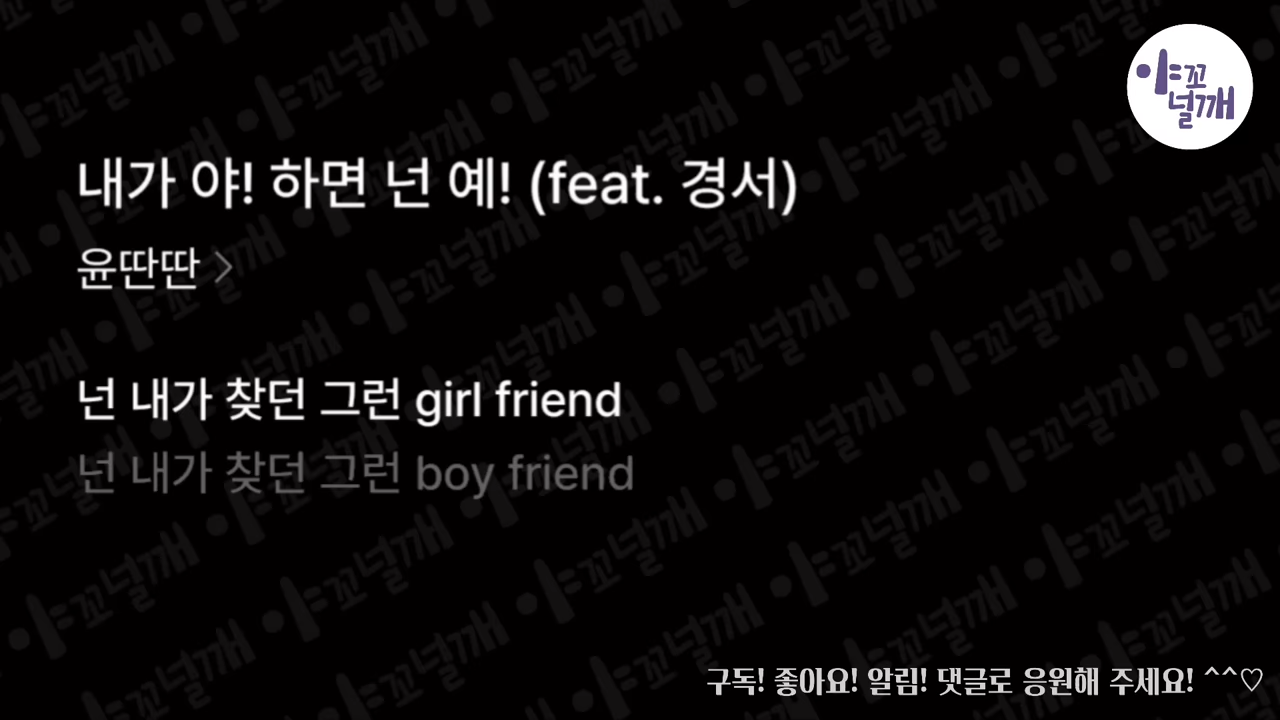 야꼬
널깨
내가 야! 하면 넌 예! (feat. 경서)
윤딴딴 >
넌 내가 찾던 그런 girl friend
넌 내가 찾던 그런 boy friend
구독! 좋아요! 알림! 댓글로 응원해 주세요! ^^♡